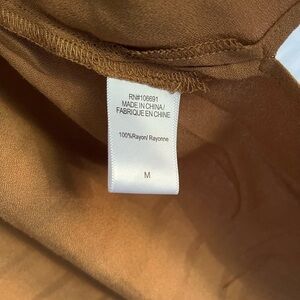 RN#106691
MADE IN CHINA/
FABRIQUE EN CHINE
100%Rayon/ Rayonne
M